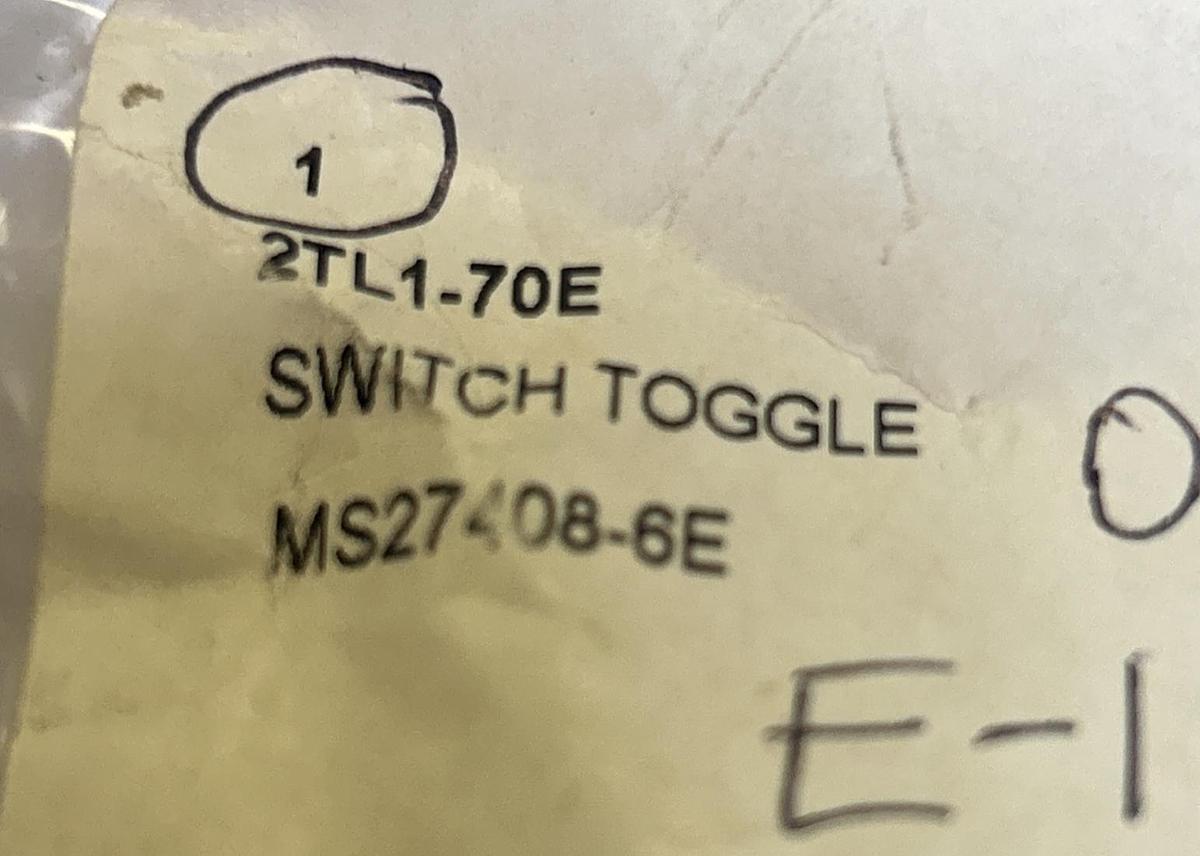 1
2TL1-70E
SWITCH TOGGLE
MS27408-6E
O
E-1